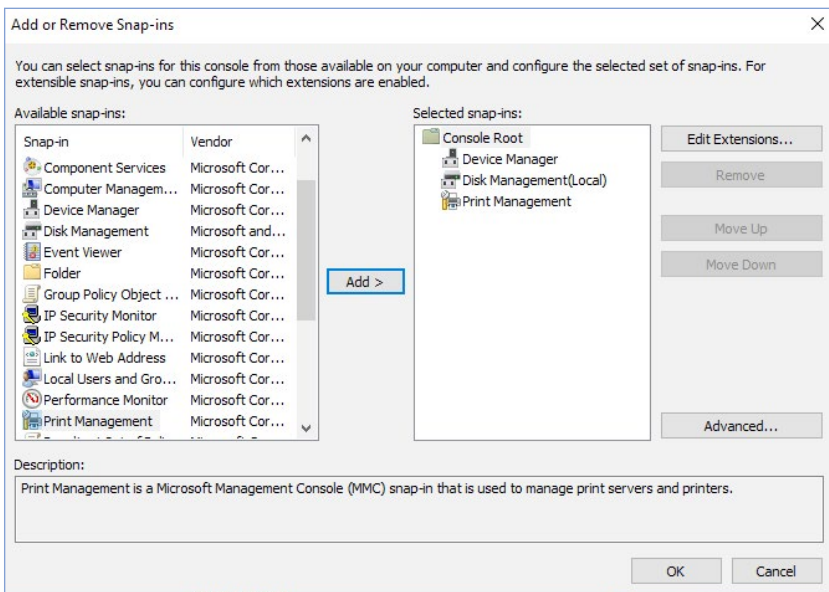 Add or Remove Snap-ins
You can select snap-ins for this console from those available on your computer and configure the selected set of snap-ins. For
extensible snap-ins, you can configure which extensions are enabled.
Available snap-ins:
Snap-in Vendor
Component Services Microsoft Cor...
Computer Managem... Microsoft Cor...
Device Manager Microsoft Cor...
Disk Management Microsoft and...
Event Viewer Microsoft Cor...
Folder Microsoft Cor...
Group Policy Object ... Microsoft Cor...
IP Security Monitor Microsoft Cor...
IP Security Policy M... Microsoft Cor...
Link to Web Address Microsoft Cor...
Local Users and Gro... Microsoft Cor...
Performance Monitor Microsoft Cor...
Print Management Microsoft Cor...
Add >
Selected snap-ins:
Console Root
Device Manager
Disk Management(Local)
Print Management
Edit Extensions...
Remove
Move Up
Move Down
Advanced...
Description:
Print Management is a Microsoft Management Console (MMC) snap-in that is used to manage print servers and printers.
OK
Cancel